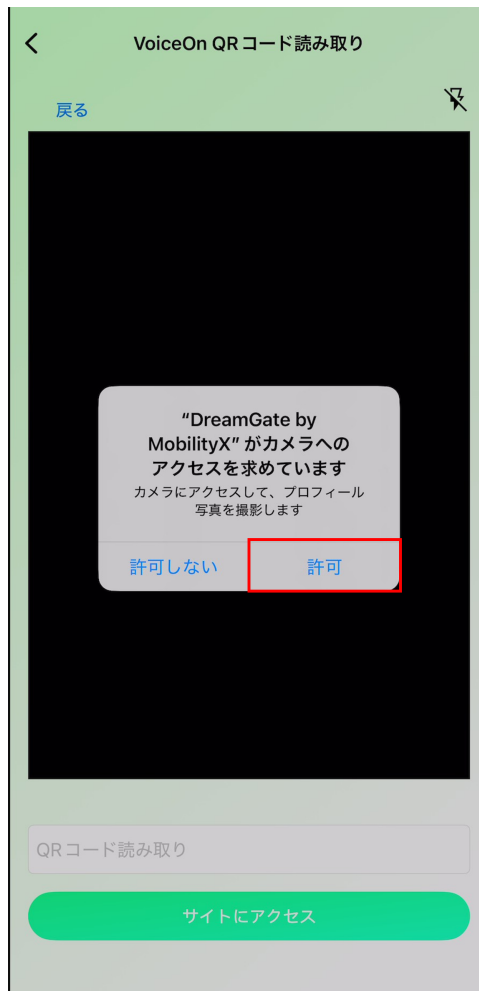 VoiceOn QRコード読み取り
戻る
“DreamGate by
MobilityX” がカメラへの
アクセスを求めています
カメラにアクセスして、プロフィール
写真を撮影します
許可しない
許可
QRコード読み取り
サイトにアクセス